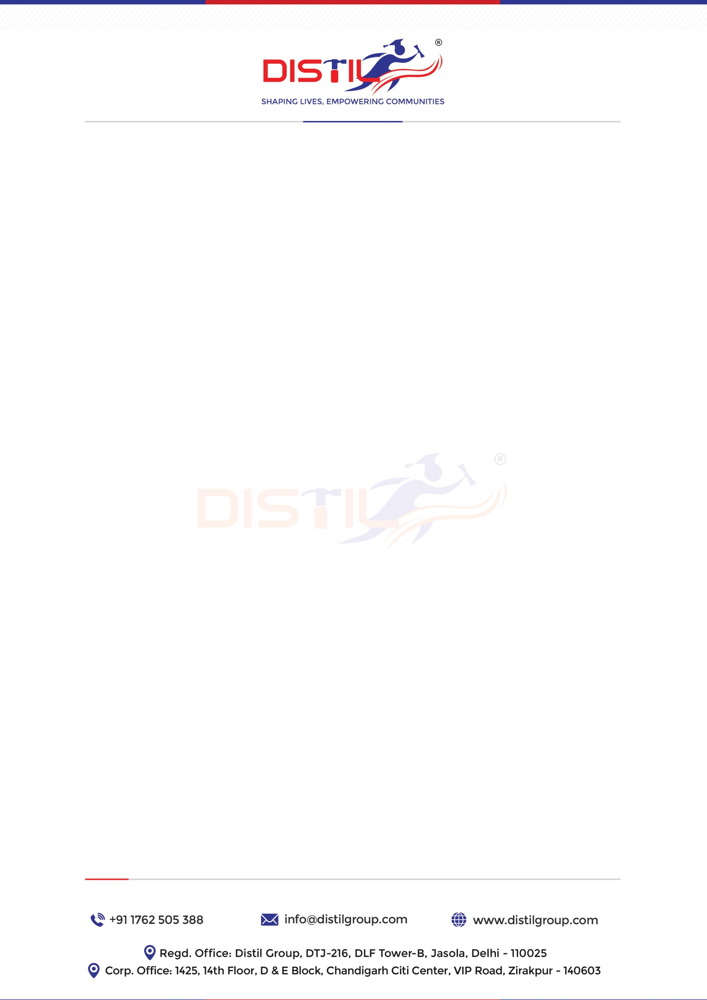 DISTIL ®
SHAPING LIVES, EMPOWERING COMMUNITIES
DISTIL ®
+91 1762 505 388
info@distilgroup.com
www.distilgroup.com
Regd. Office: Distil Group, DTJ-216, DLF Tower-B, Jasola, Delhi - 110025
Corp. Office: 1425, 14th Floor, D & E Block, Chandigarh Citi Center, VIP Road, Zirakpur - 140603